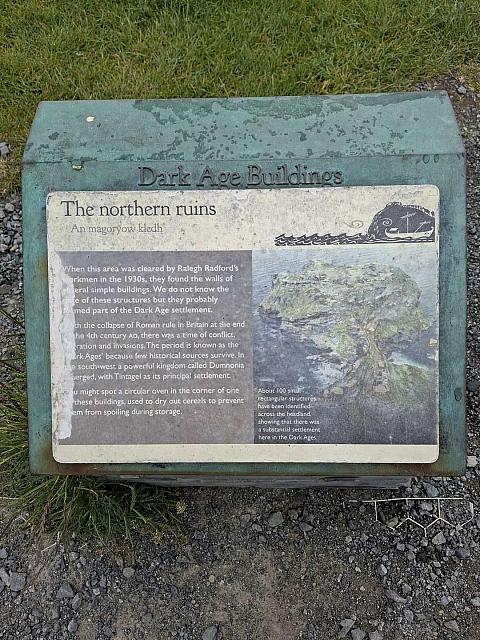 Dark Age Buildings
The northern ruins
An magoryow kledh
When this area was cleared by Ralegh Radford's
workmen in the 1930s, they found the walls of
several simple buildings. We do not know the
of these structures but they probably
formed part of the Dark Age settlement.
With the collapse of Roman rule in Britain at the end
the 4th century AD, there was a time of conflict,
migration and invasions. The period is known as the
'Dark Ages' because few historical sources survive. In
the southwest a powerful kingdom called Dumnonia
emerged, with Tintagel as its principal settlement.
You might spot a circular oven in the corner of one
of these buildings, used to dry out cereals to prevent
them from spoiling during storage.
About 100 small
rectangular structures
have been identified
across the headland,
showing that there was
a substantial settlement
here in the Dark Ages